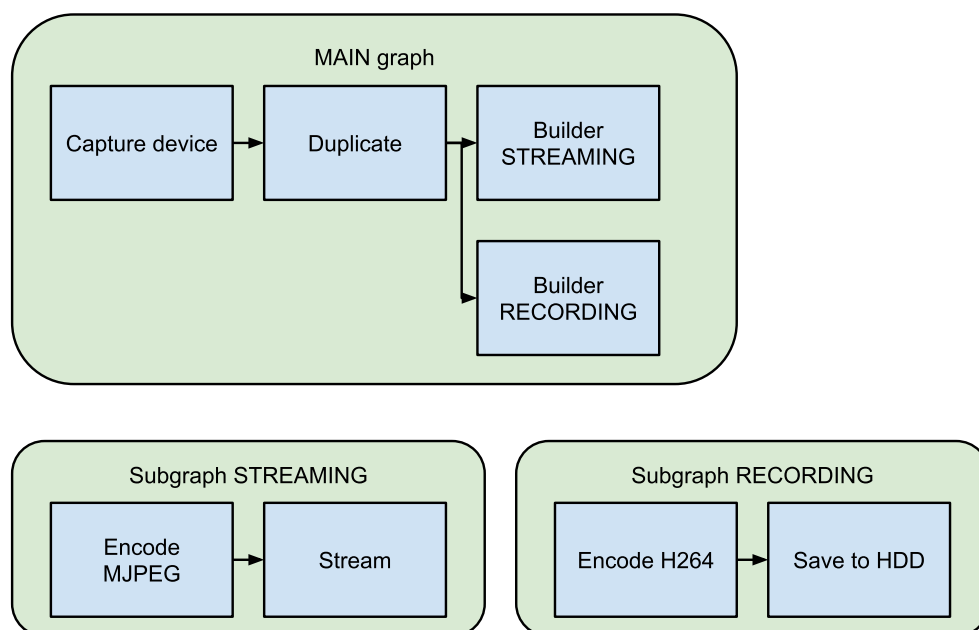 MAIN graph
Capture device
Duplicate
Builder
STREAMING
Builder
RECORDING
Subgraph STREAMING
Encode
MJPEG
Stream
Subgraph RECORDING
Encode H264
Save to HDD